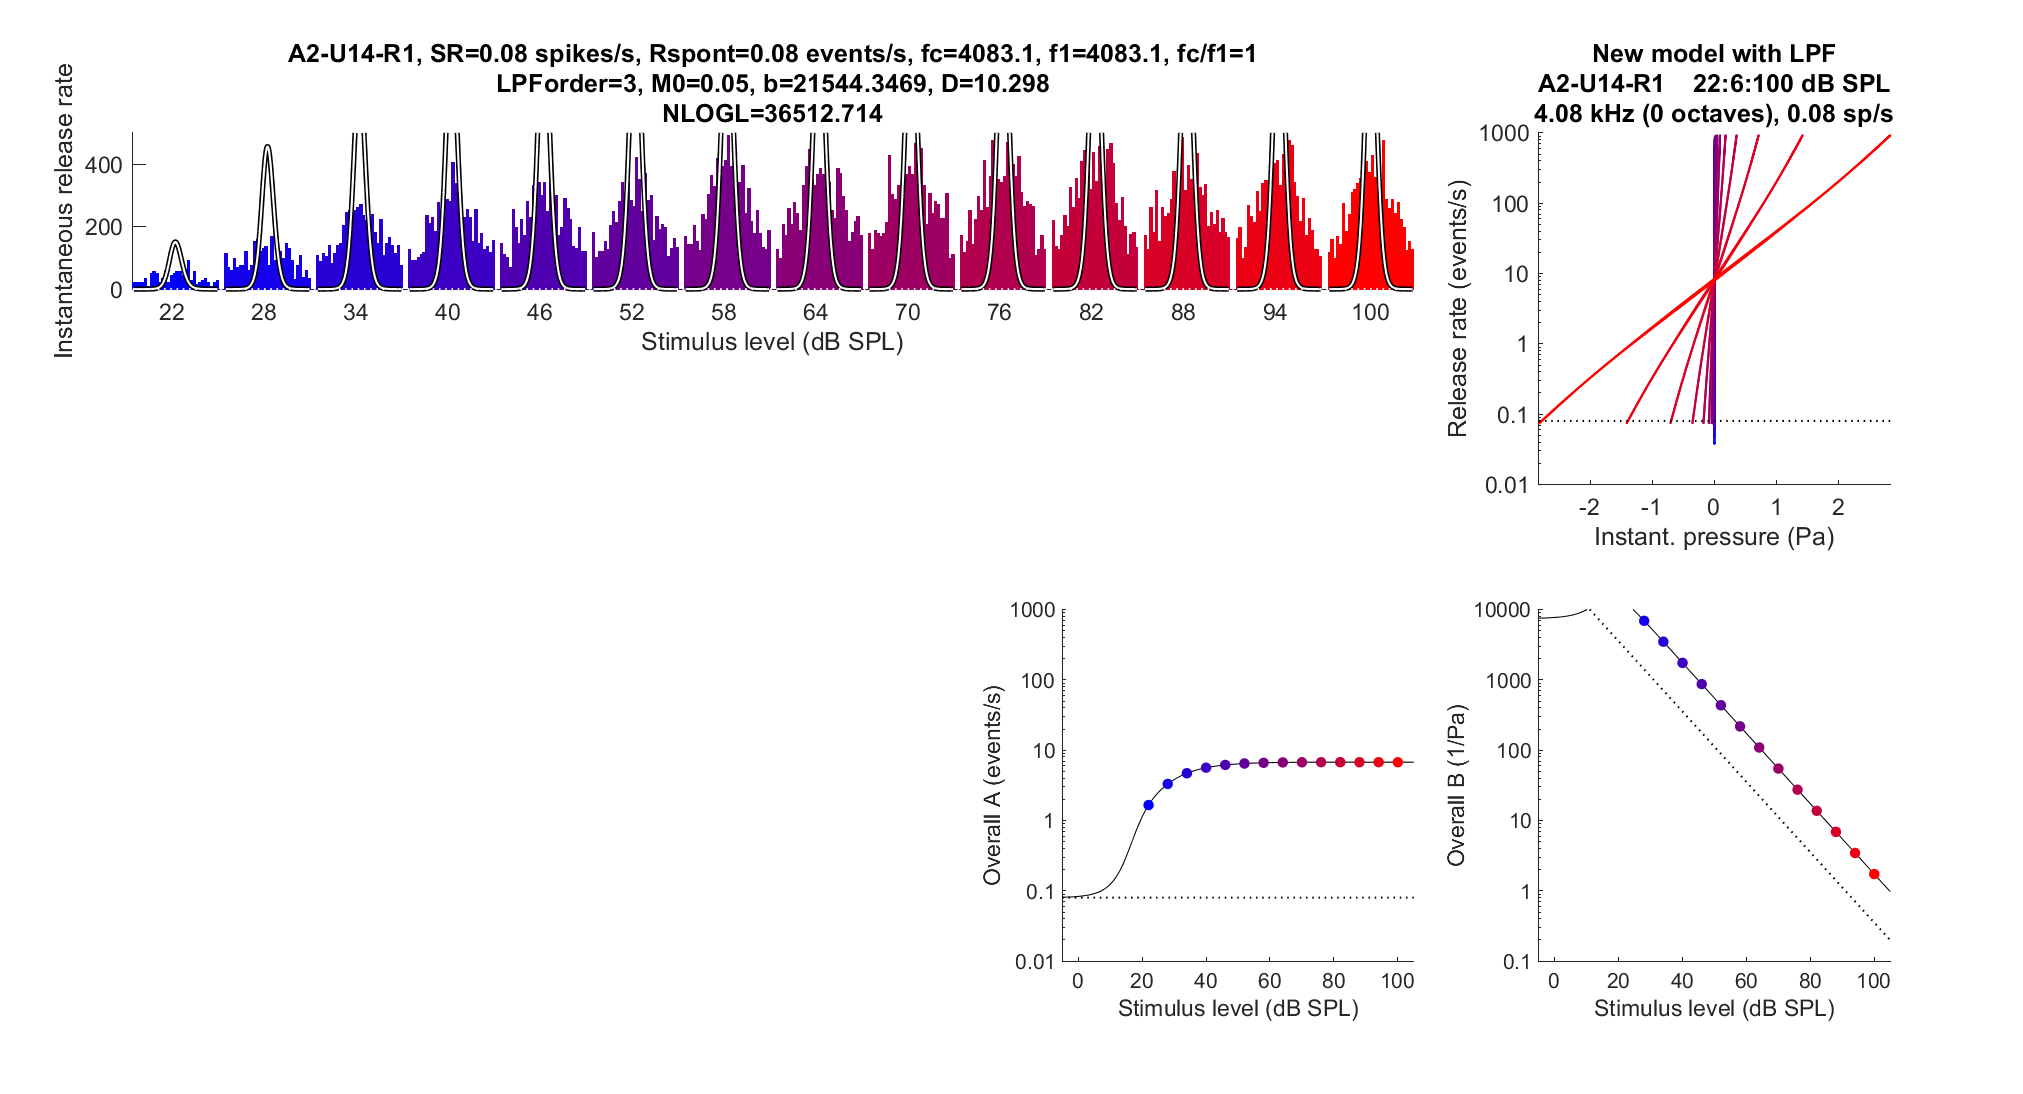 A2-U14-R1, SR=0.08 spikes/s, Rspont=0.08 events/s, fc=4083.1, f1=4083.1, fc/f1=1
LPForder=3, M0=0.05, b=21544.3469, D=10.298
NLOGL=36512.714
Instantaneous release rate
400
200
0
22 28 34 40 46 52 58 64 70 76 82 88 94 100
Stimulus level (dB SPL)
New model with LPF
A2-U14-R1 22:6:100 dB SPL
4.08 kHz (0 octaves), 0.08 sp/s
Release rate (events/s)
1000
100
10
1
0.1
0.01
-2 -1 0 1 2
Instant. pressure (Pa)
Overall A (events/s)
1000
100
10
1
0.1
0.01
0 20 40 60 80 100
Stimulus level (dB SPL)
Overall B (1/Pa)
10000
1000
100
10
1
0.1
0 20 40 60 80 100
Stimulus level (dB SPL)